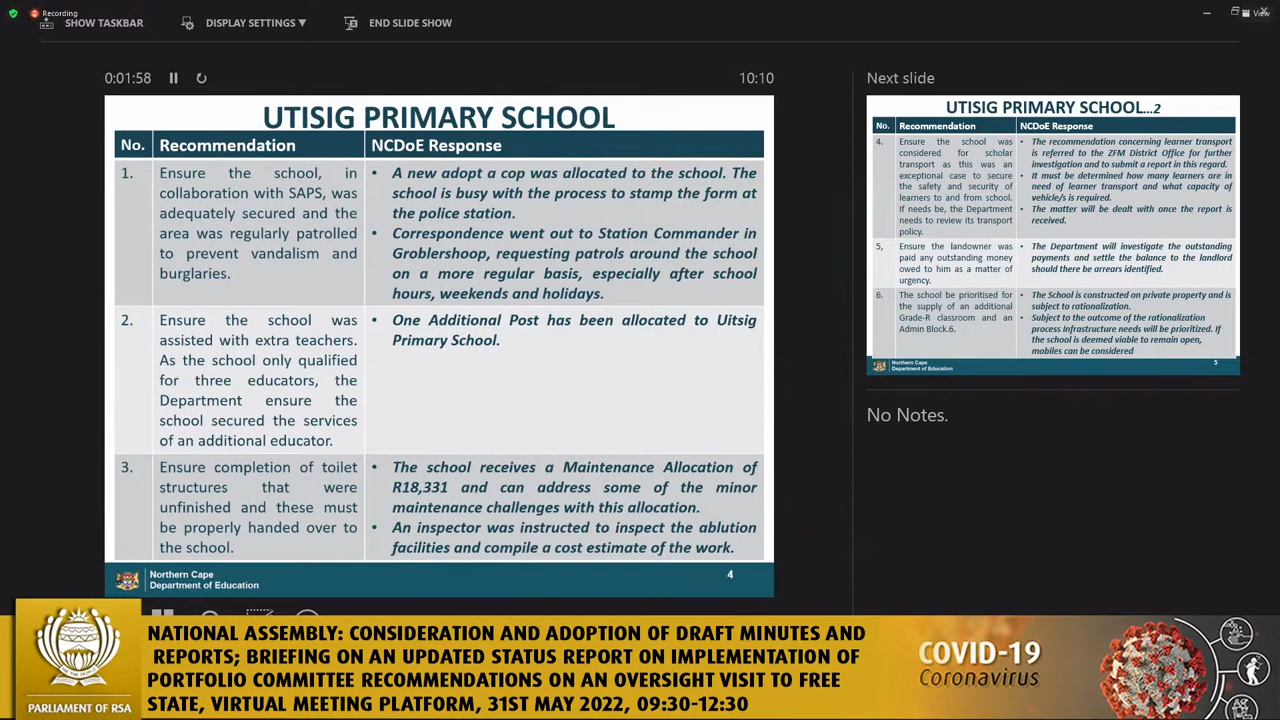 Recording
SHOW TASKBAR
DISPLAY SETTINGS ▼
END SLIDE SHOW
View
0:01:58
10:10
UTISIG PRIMARY SCHOOL
No. Recommendation NCDoE Response
1. Ensure the school, in
collaboration with SAPS, was
adequately secured and the
area was regularly patrolled
to prevent vandalism and
burglaries.
• A new adopt a cop was allocated to the school. The
school is busy with the process to stamp the form at
the police station.
• Correspondence went out to Station Commander in
Groblershoop, requesting patrols around the school
on a more regular basis, especially after school
hours, weekends and holidays.
2. Ensure the school was
assisted with extra teachers.
As the school only qualified
for three educators, the
Department ensure the
school secured the services
of an additional educator.
• One Additional Post has been allocated to Uitsig
Primary School.
3. Ensure completion of toilet
structures that were
unfinished and these must
be properly handed over to
the school.
• The school receives a Maintenance Allocation of
R18,331 and can address some of the minor
maintenance challenges with this allocation.
• An inspector was instructed to inspect the ablution
facilities and compile a cost estimate of the work.
Northern Cape
Department of Education
4
Next slide
UTISIG PRIMARY SCHOOL...2
No. Recommendation NCDoE Response
4. Ensure the school was
considered for scholar
transport as this was an
exceptional case to secure
the safety and security of
learners to and from school.
If needs be, the Department
needs to review its transport
policy.
• The recommendation concerning learner transport
is referred to the ZFM District Office for further
investigation and to submit a report in this regard.
• It must be determined how many learners are in
need of learner transport and what capacity of
vehicle/s is required.
• The matter will be dealt with once the report is
received.
5, Ensure the landowner was
paid any outstanding money
owed to him as a matter of
urgency.
• The Department will investigate the outstanding
payments and settle the balance to the landlord
should there be arrears identified.
6. The school be prioritised for
the supply of an additional
Grade-R classroom and an
Admin Block.6.
• The School is constructed on private property and is
subject to rationalization.
• Subject to the outcome of the rationalization
process Infrastructure needs will be prioritized. If
the school is deemed viable to remain open,
mobiles can be considered
Northern Cape
Department of Education
5
No Notes.
PARLIAMENT OF RSA
NATIONAL ASSEMBLY: CONSIDERATION AND ADOPTION OF DRAFT MINUTES AND
REPORTS; BRIEFING ON AN UPDATED STATUS REPORT ON IMPLEMENTATION OF
PORTFOLIO COMMITTEE RECOMMENDATIONS ON AN OVERSIGHT VISIT TO FREE
STATE, VIRTUAL MEETING PLATFORM, 31ST MAY 2022, 09:30-12:30
COVID-19
Coronavirus